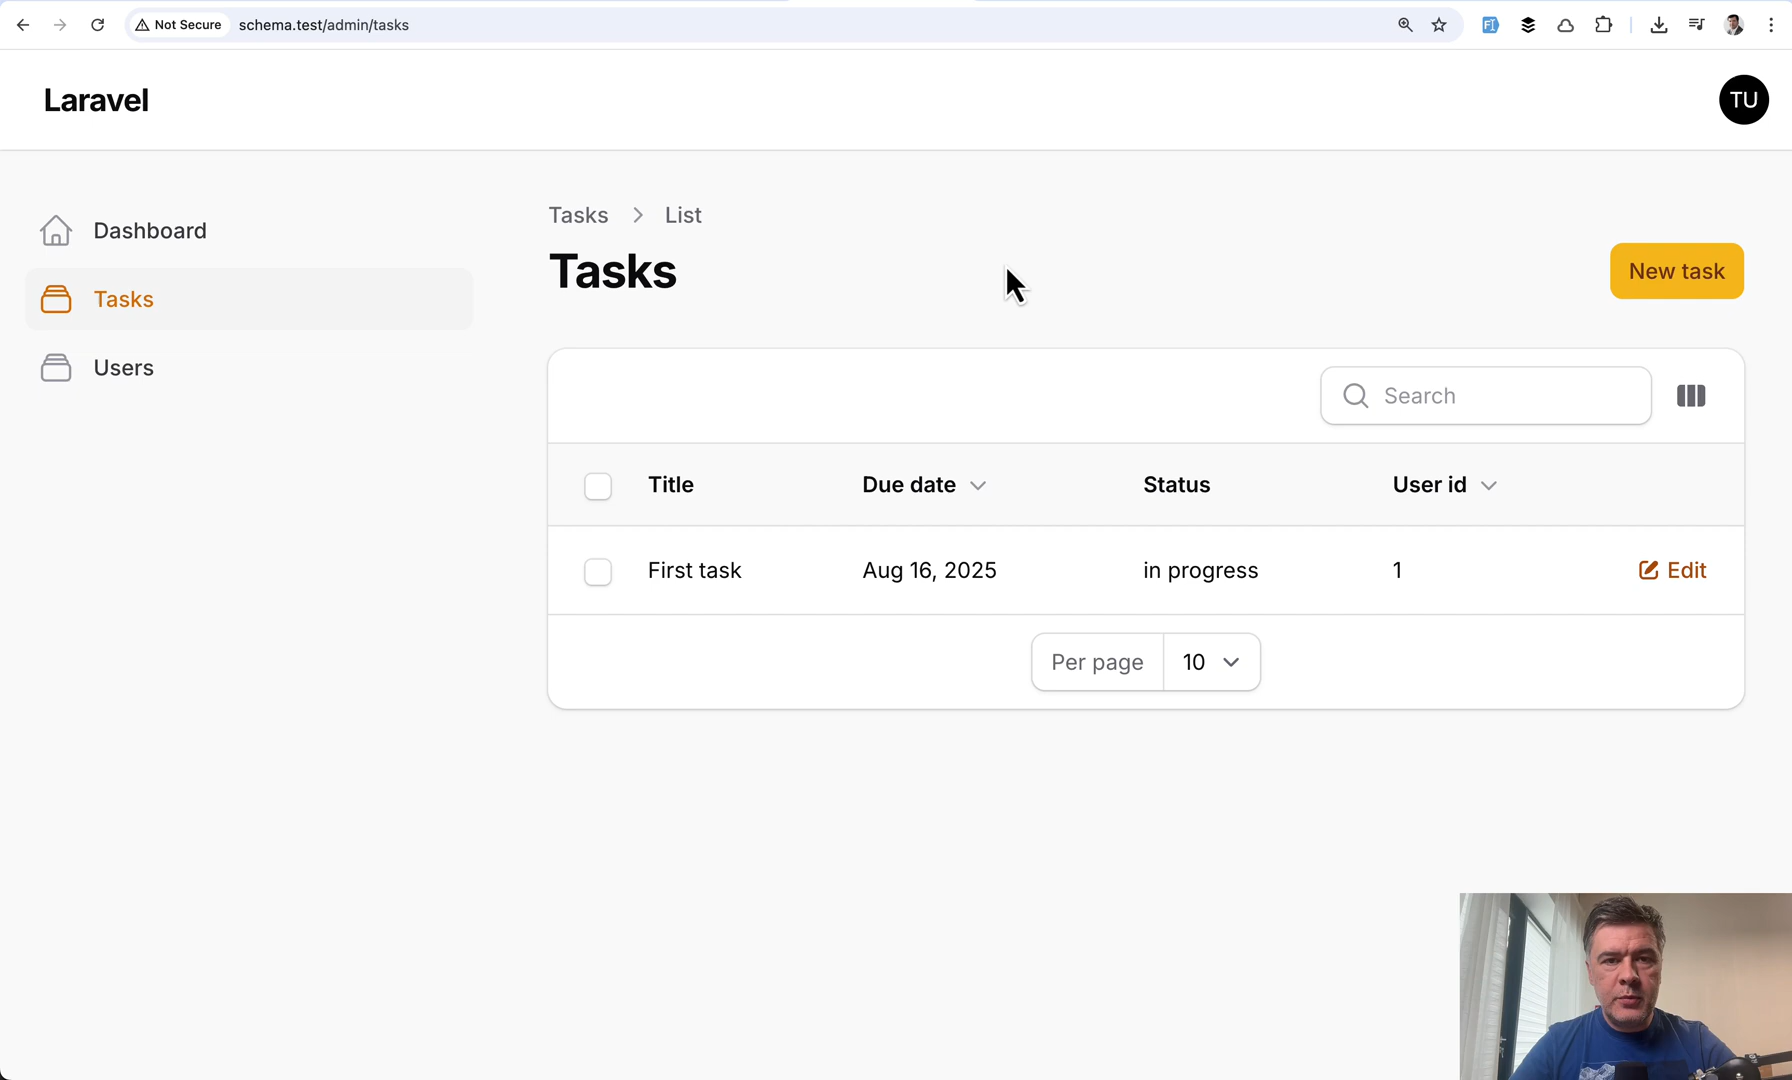 Not Secure schema.test/admin/tasks
Laravel
TU
Dashboard
Tasks
Users
Tasks List
Tasks
New task
Search
Title Due date Status User id
First task Aug 16, 2025 in progress 1 Edit
Per page 10